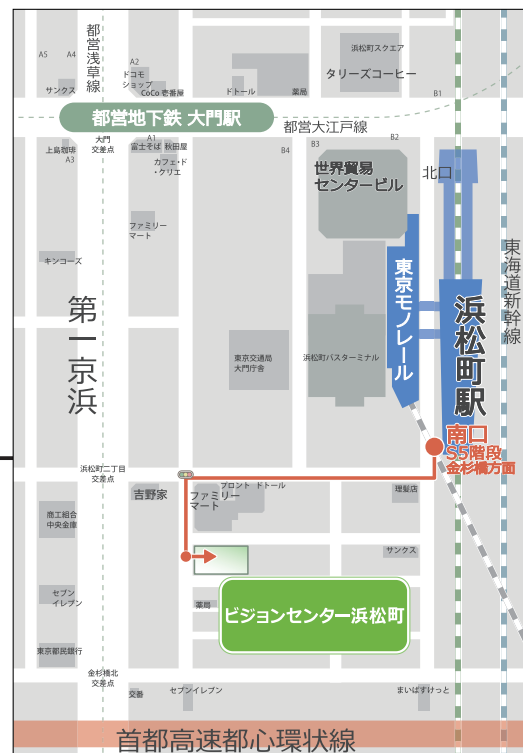 A5
A4
都営浅草線
A2
サンクス
ドコモ
ショップ
CoCo壱番屋
ドトール
薬局
浜松町スクエア
タリーズコーヒー
B1
都営地下鉄 大門駅
都営大江戸線
上島珈琲
A3
大門
交差点
A1
富士そば
秋田屋
カフェ・ド
・クリエ
B4
B3
B2
世界貿易
センタービル
北口
ファミリー
マート
キンコーズ
東京モノレール
東海道新幹線
浜松町駅
第一京浜
東京交通局
大門庁舎
浜松町バスターミナル
南口
S5階段
金杉橋方面
浜松町二丁目
交差点
吉野家
ファミリー
マート
プロント
ドトール
理髪店
商工組合
中央金庫
サンクス
セブン
イレブン
薬局
ビジョンセンター浜松町
東京都民銀行
金杉橋北
交差点
交番
セブンイレブン
まいばすけっと
首都高速都心環状線